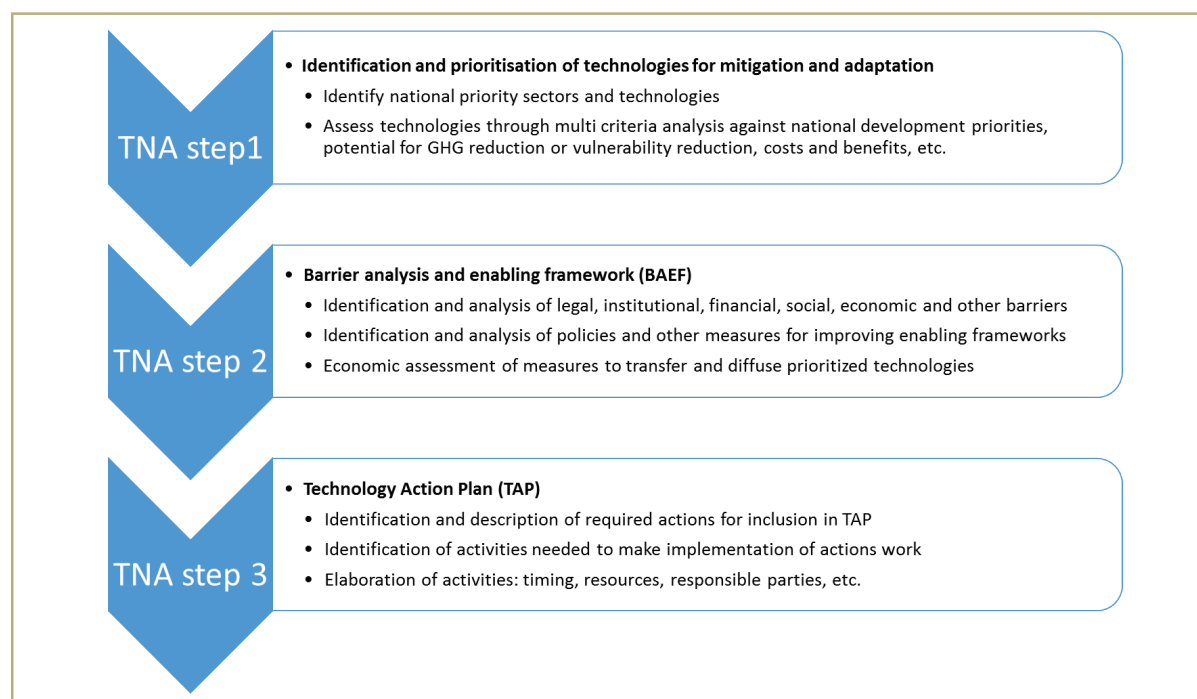 TNA step1
• Identification and prioritisation of technologies for mitigation and adaptation
• Identify national priority sectors and technologies
• Assess technologies through multi criteria analysis against national development priorities,
potential for GHG reduction or vulnerability reduction, costs and benefits, etc.
TNA step 2
• Barrier analysis and enabling framework (BAEF)
• Identification and analysis of legal, institutional, financial, social, economic and other barriers
• Identification and analysis of policies and other measures for improving enabling frameworks
• Economic assessment of measures to transfer and diffuse prioritized technologies
TNA step 3
• Technology Action Plan (TAP)
• Identification and description of required actions for inclusion in TAP
• Identification of activities needed to make implementation of actions work
• Elaboration of activities: timing, resources, responsible parties, etc.